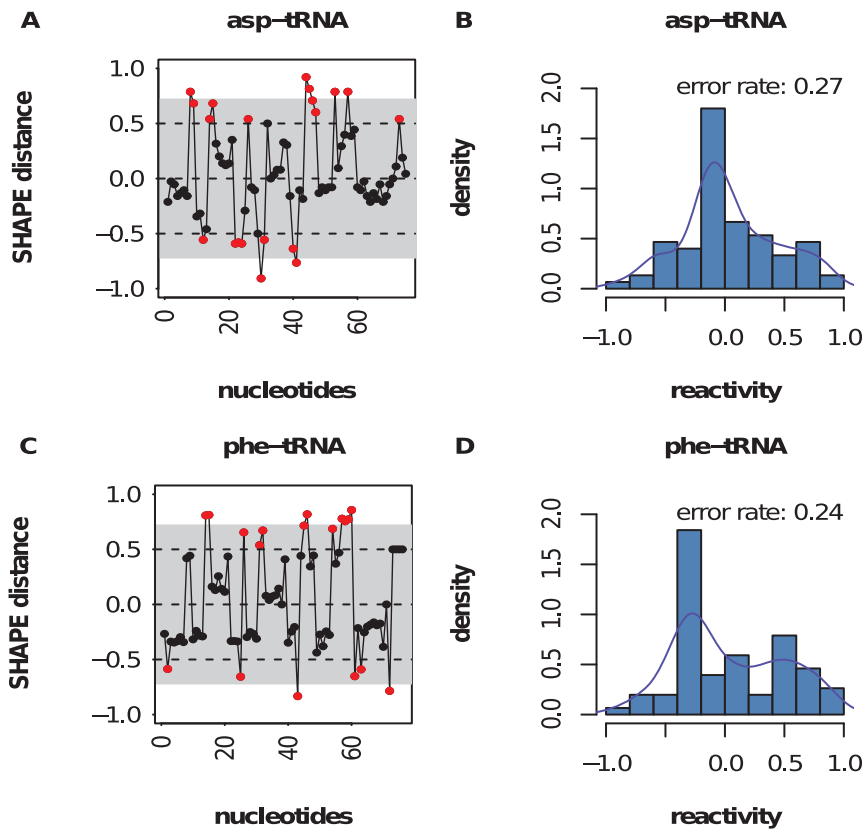 A
asp−tRNA
SHAPE distance
1.0
0.5
0.0
−0.5
−1.0
0
20
40
60
nucleotides
B
asp−tRNA
error rate: 0.27
density
2.0
1.5
1.0
0.5
0.0
−1.0
0.0
0.5
1.0
reactivity
C
phe−tRNA
SHAPE distance
1.0
0.5
0.0
−0.5
−1.0
0
20
40
60
nucleotides
D
phe−tRNA
error rate: 0.24
density
2.0
1.5
1.0
0.5
0.0
−1.0
0.0
0.5
1.0
reactivity